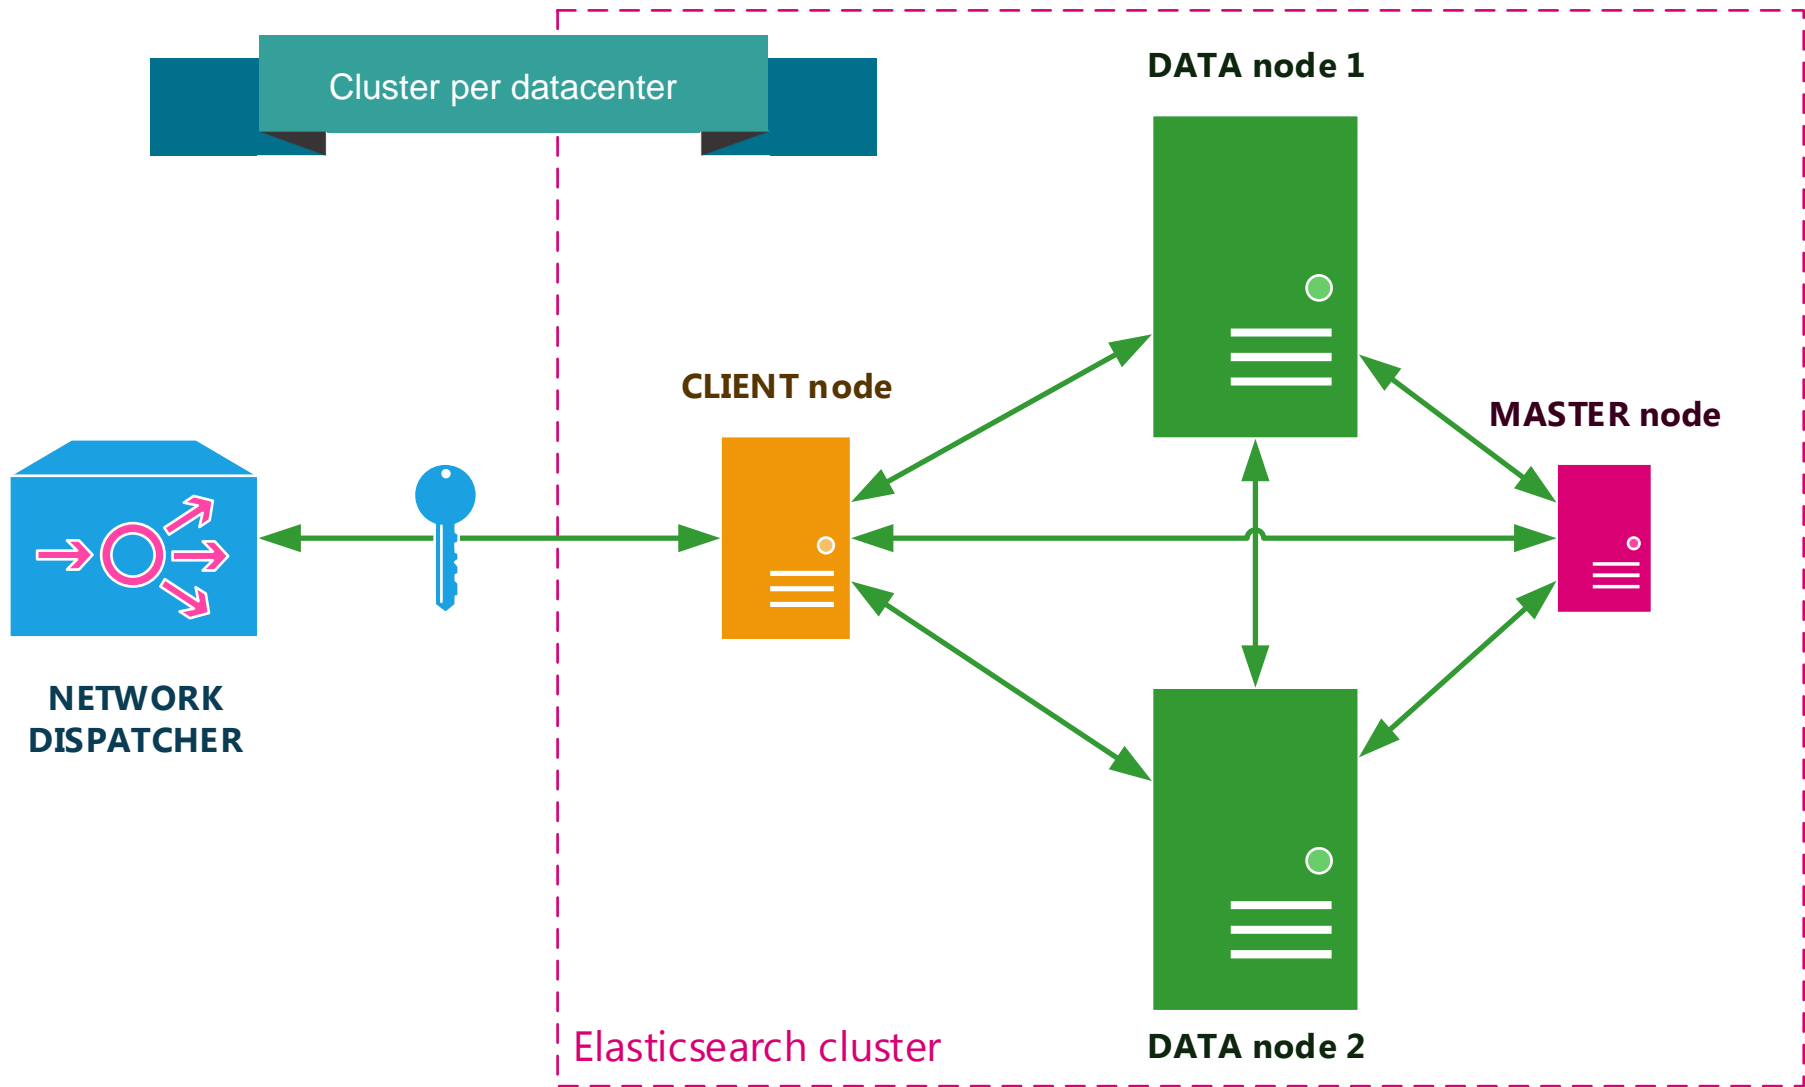 Cluster per datacenter
DATA node 1
CLIENT node
MASTER node
NETWORK
DISPATCHER
Elasticsearch cluster
DATA node 2